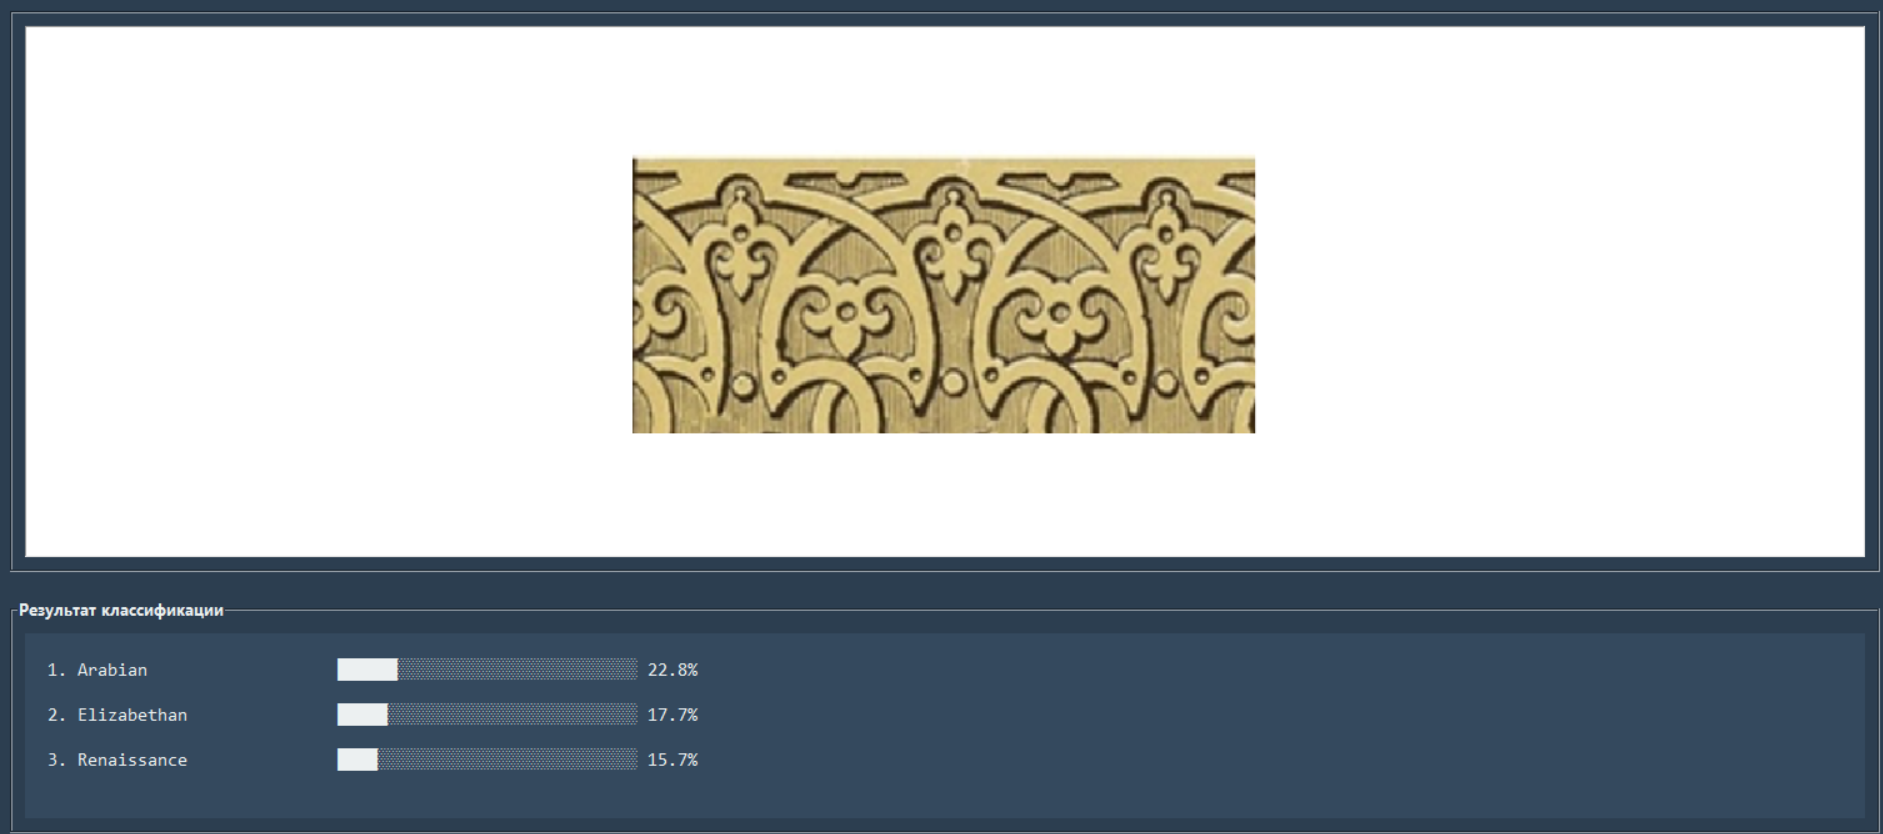 Результат классификации
1. Arabian 22.8%
2. Elizabethan 17.7%
3. Renaissance 15.7%